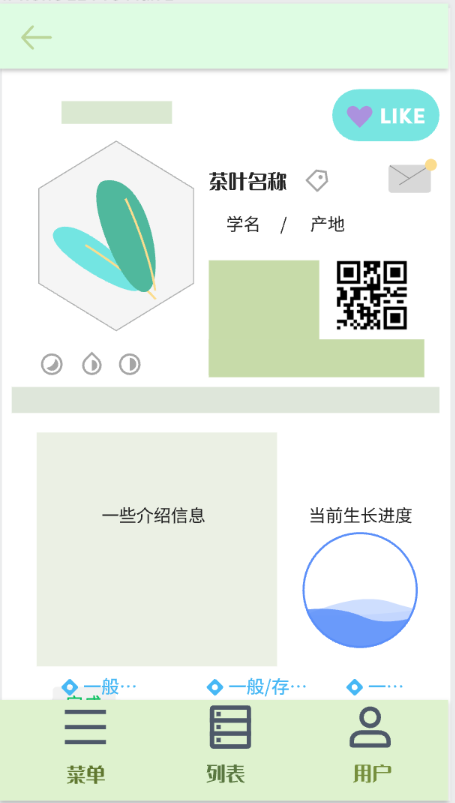 LIKE
茶叶名称
学名 / 产地
一些介绍信息
当前生长进度
一般… 一般/存… 一…
菜单 列表 用户